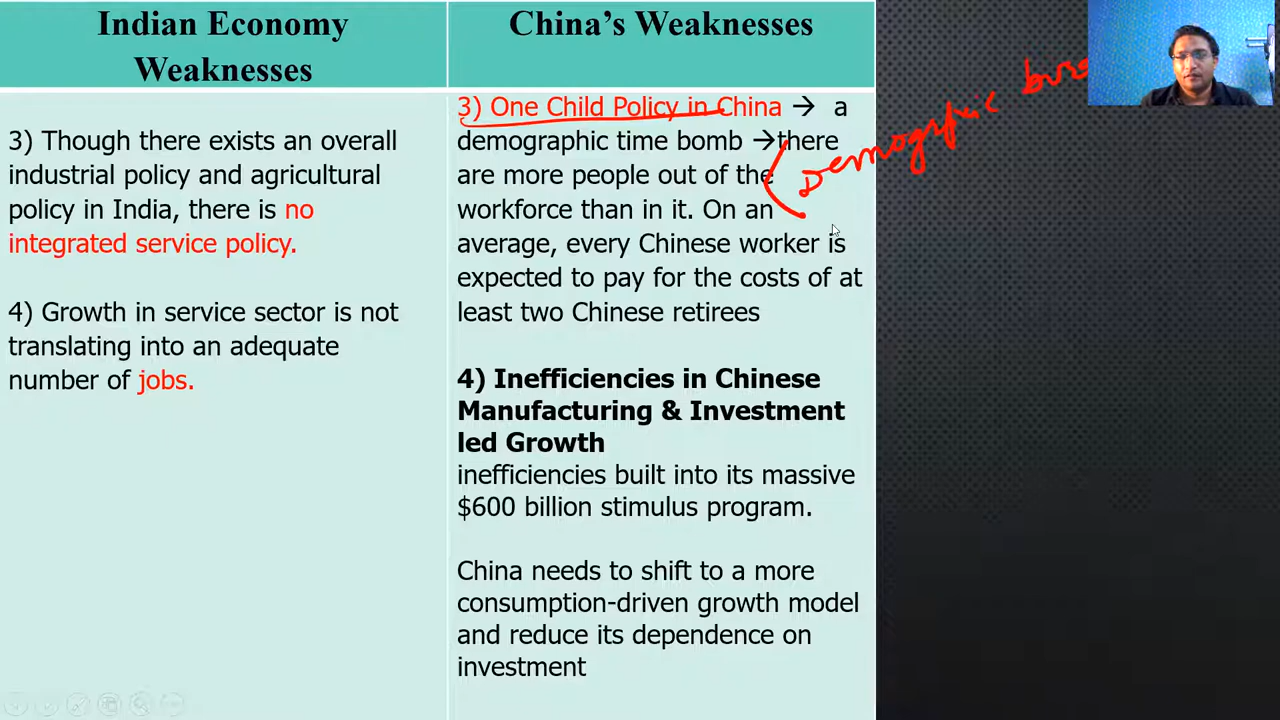 Indian Economy
Weaknesses
3) Though there exists an overall
industrial policy and agricultural
policy in India, there is no
integrated service policy.
4) Growth in service sector is not
translating into an adequate
number of jobs.
China's Weaknesses
3) One Child Policy in China → a
demographic time bomb →there
are more people out of the
workforce than in it. On an
average, every Chinese worker is
expected to pay for the costs of at
least two Chinese retirees
4) Inefficiencies in Chinese
Manufacturing & Investment
led Growth
inefficiencies built into its massive
$600 billion stimulus program.
China needs to shift to a more
consumption-driven growth model
and reduce its dependence on
investment
Demographic